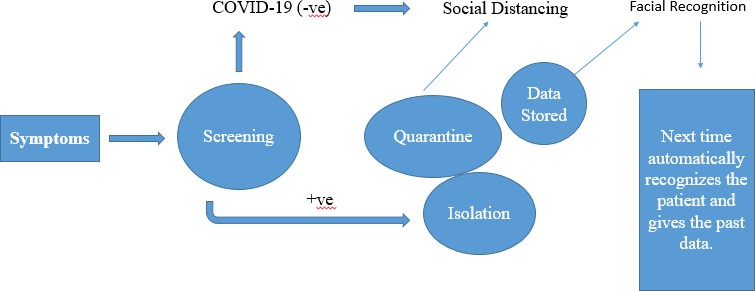 COVID-19 (-ve)
Social Distancing
Facial Recognition
Data
Stored
Symptoms
Screening
Quarantine
Next time
automatically
recognizes the
patient and
gives the past
data.
+ve
Isolation